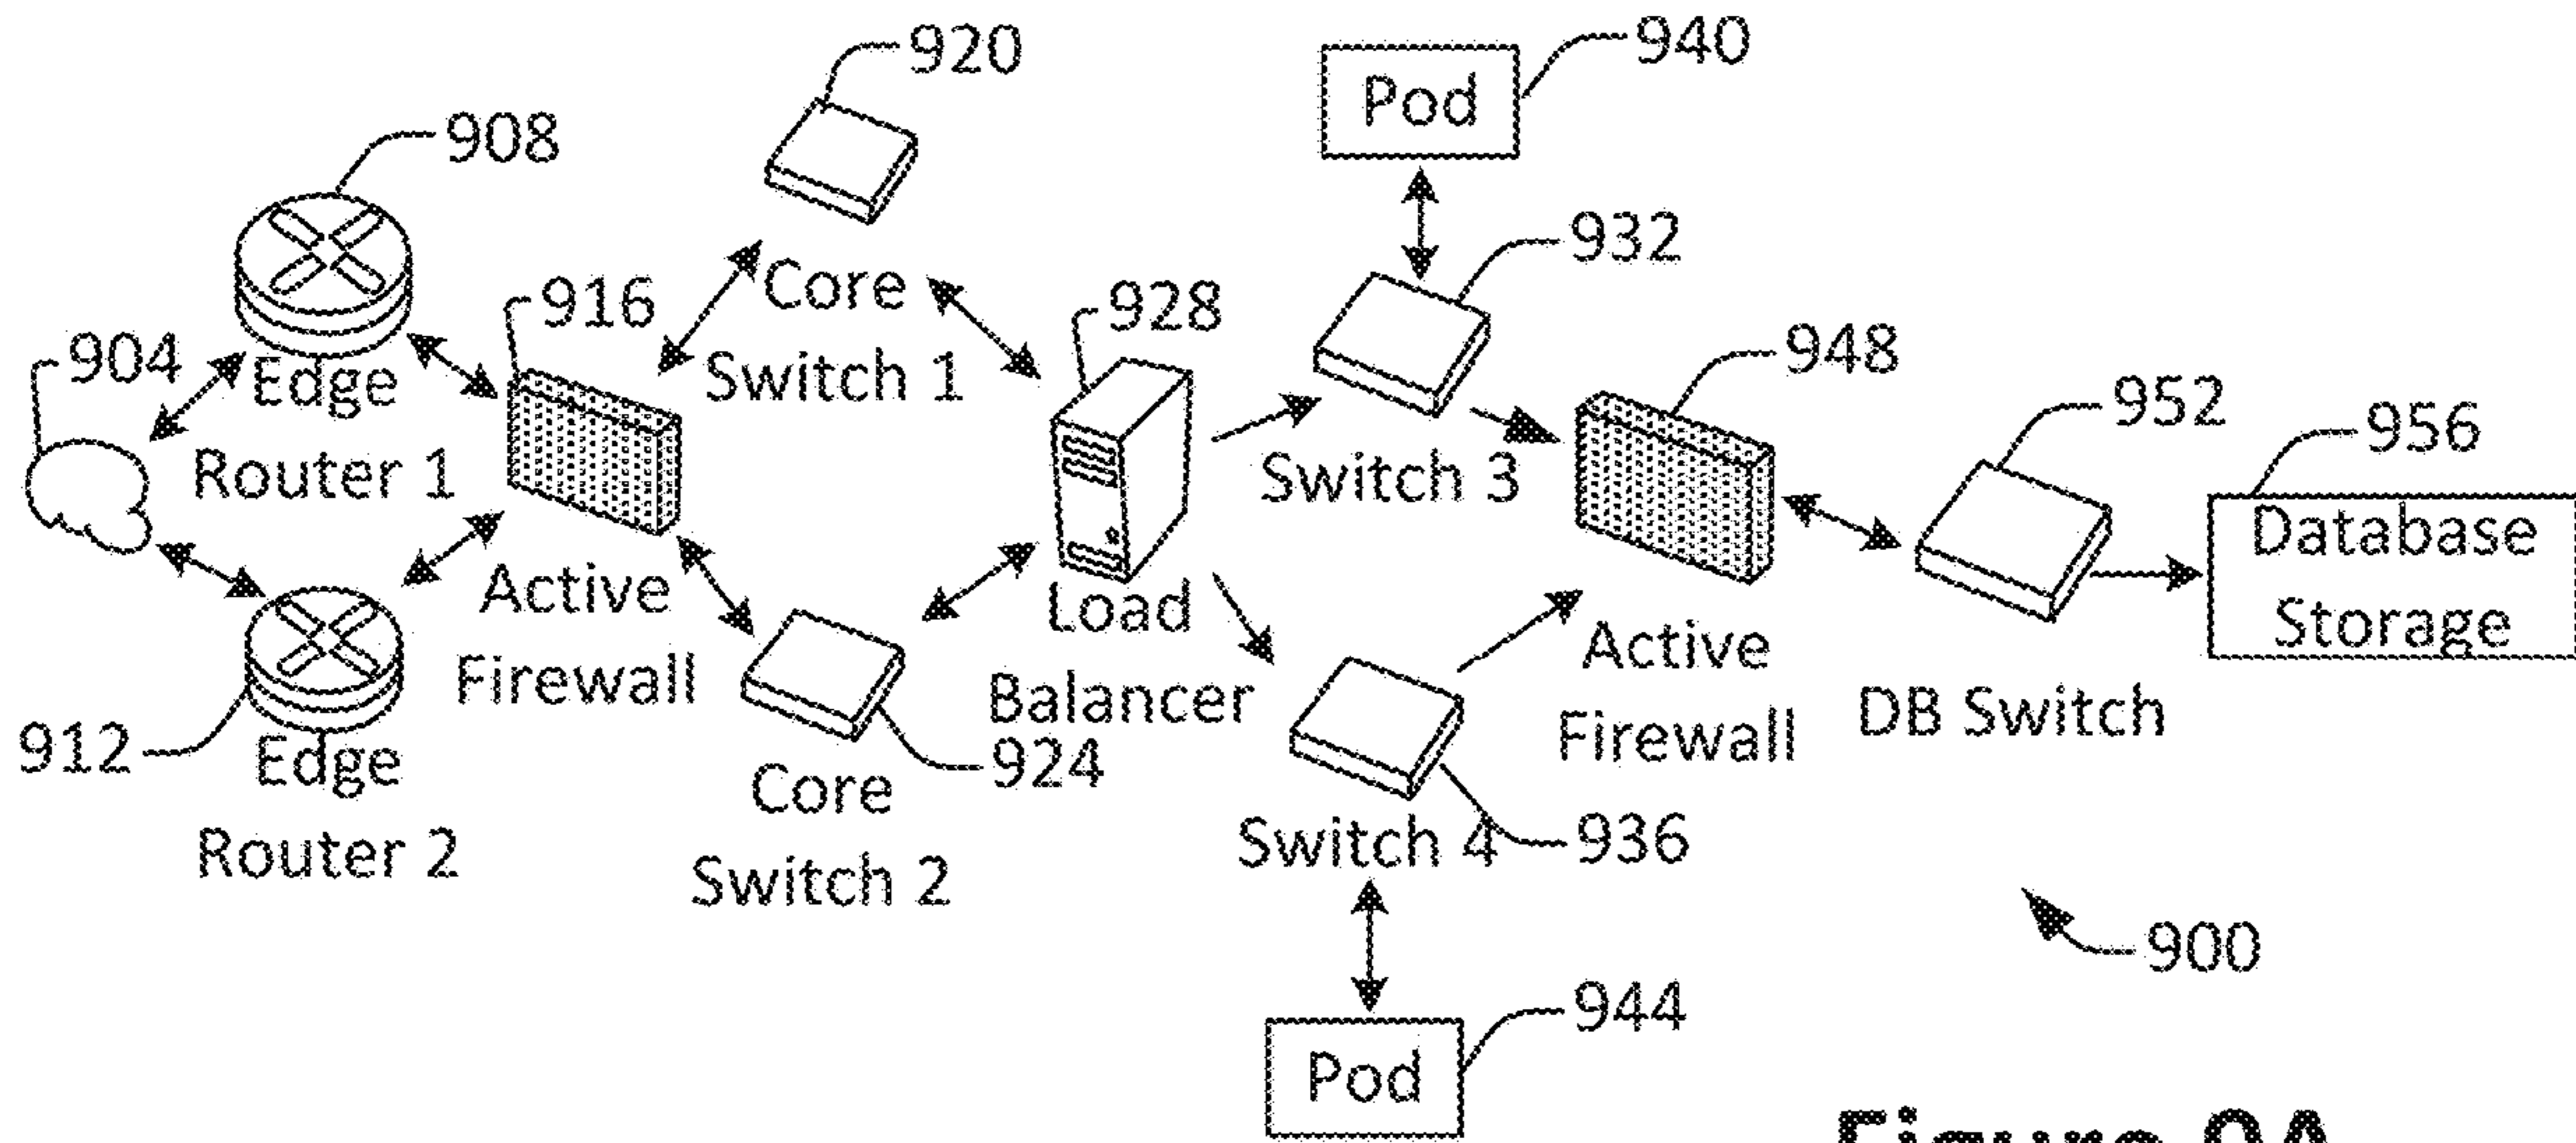 920
940
Pod
908
932
916
Core
928
904
Edge
Switch 1
948
952
956
Router 1
Switch 3
Database
Storage
Active
Firewall
Load
Balancer
Active
Firewall
DB Switch
912
Edge
Router 2
924
Core
Switch 2
Switch 4
936
900
944
Pod
Figure 9A